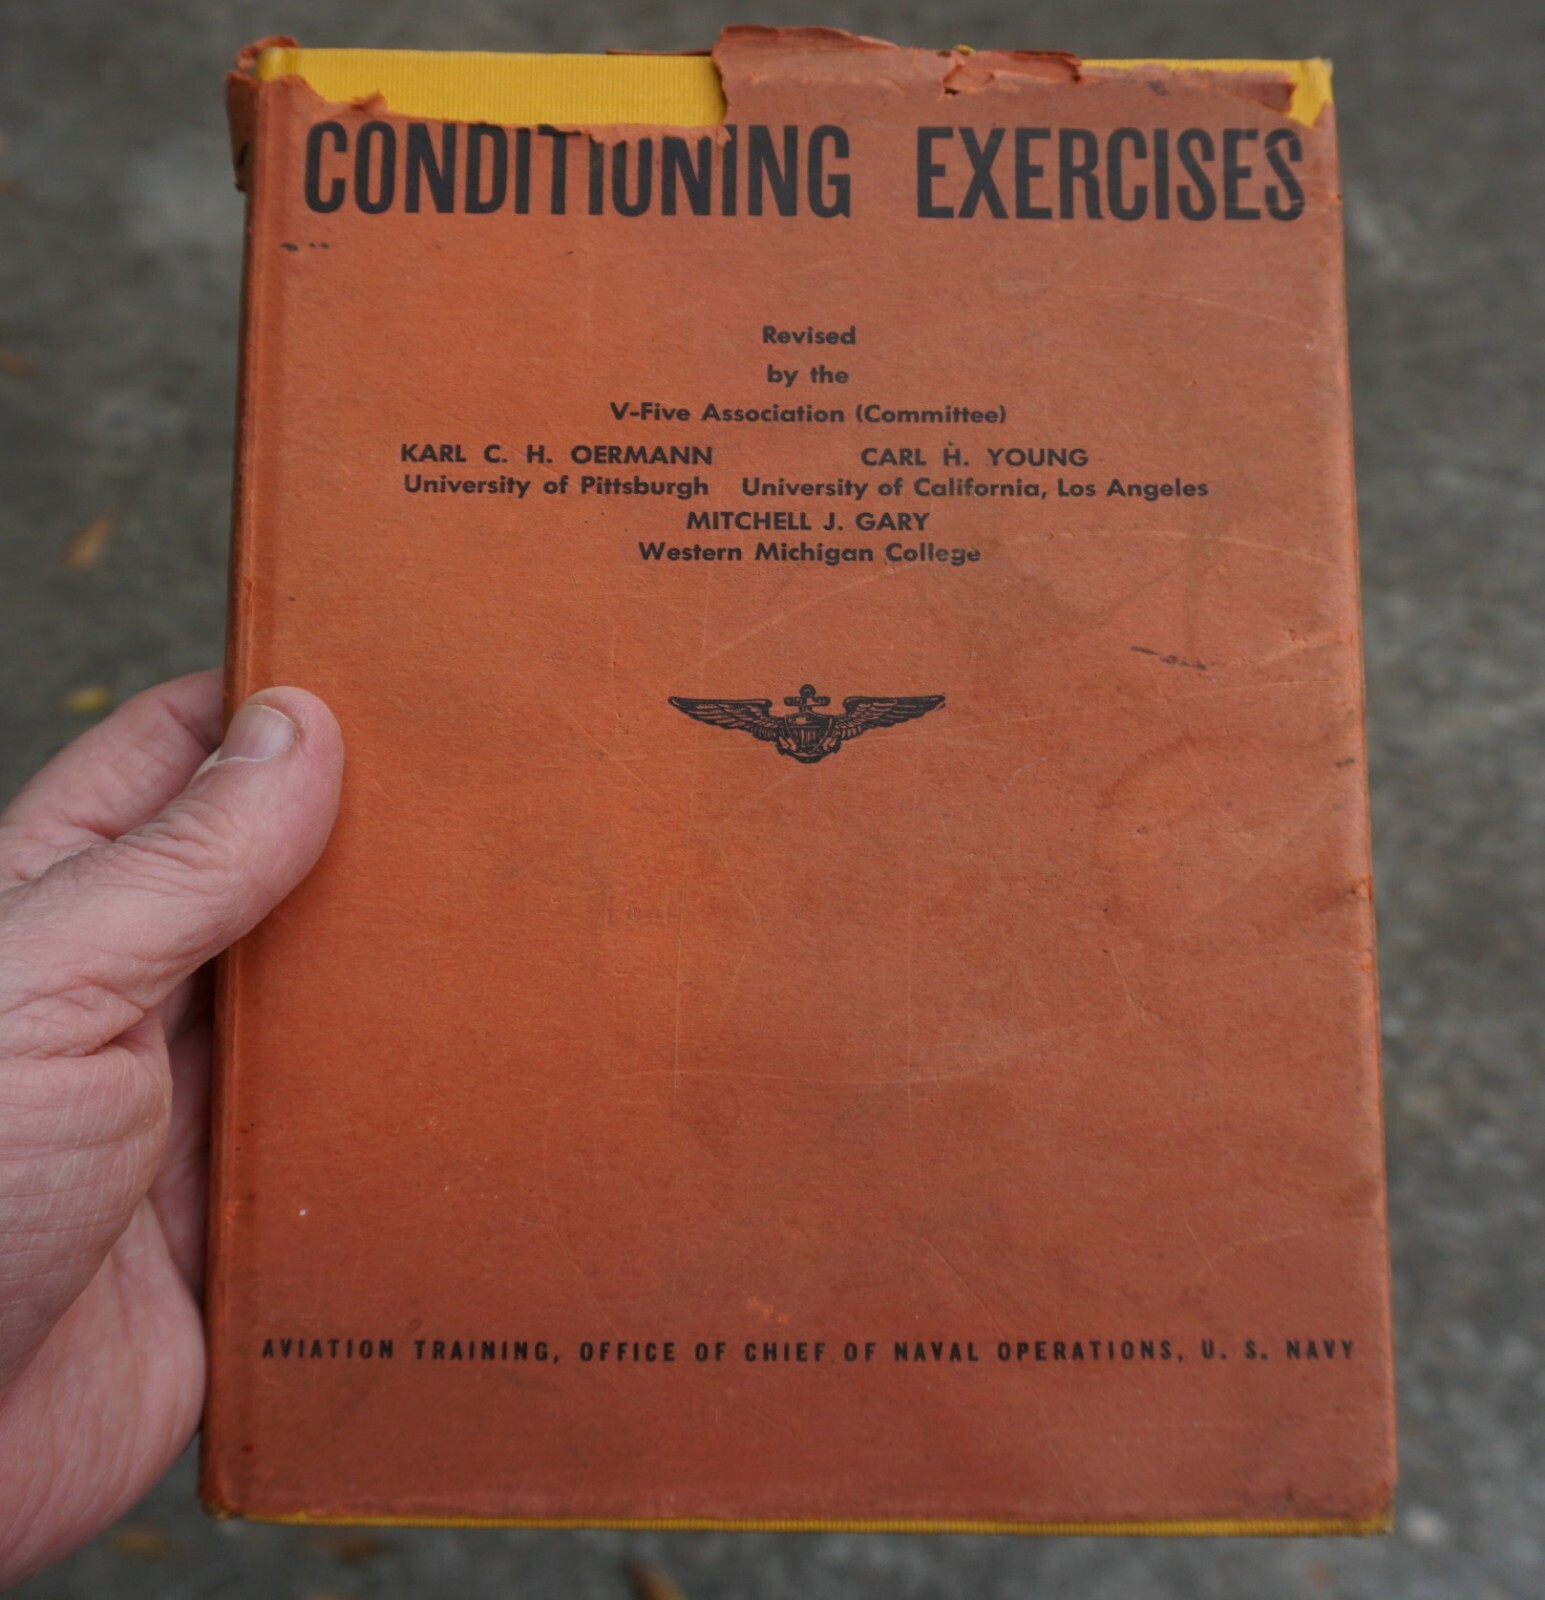 CONDITIONING EXERCISES
Revised
by the
V-Five Association (Committee)
KARL C. H. OERMANN CARL H. YOUNG
University of Pittsburgh University of California, Los Angeles
MITCHELL J. GARY
Western Michigan College
AVIATION TRAINING, OFFICE OF CHIEF OF NAVAL OPERATIONS, U. S. NAVY